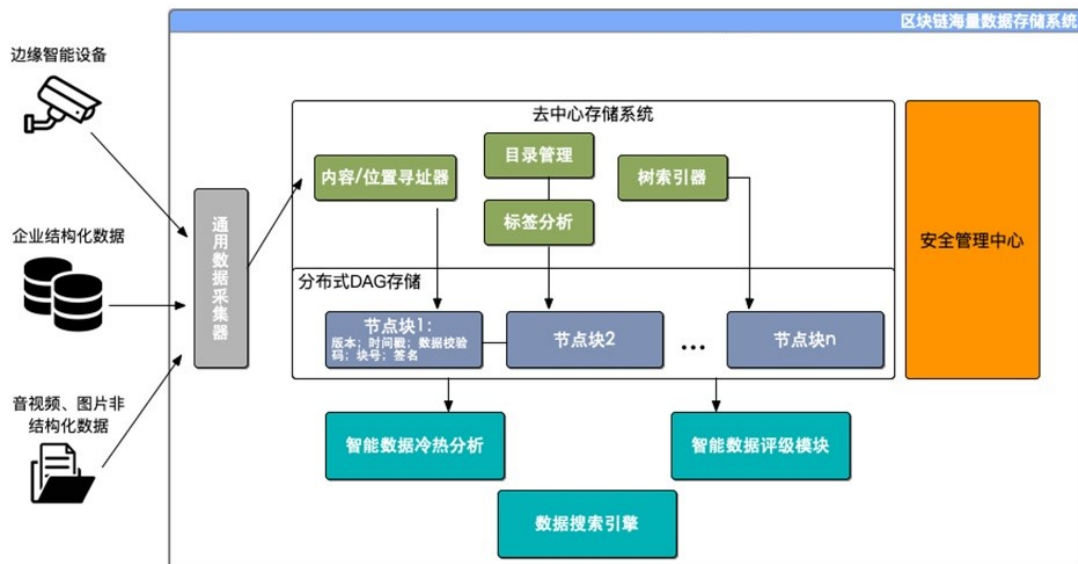 区块链海量数据存储系统
边缘智能设备
去中心存储系统
目录管理
内容/位置寻址器
树索引器
通用数据采集器
标签分析
企业结构化数据
安全管理中心
分布式DAG存储
节点块1：
版本；时间戳；数据校验
码；块号；签名
节点块2
...
节点块n
音视频、图片非
结构化数据
智能数据冷热分析
智能数据评级模块
数据搜索引擎